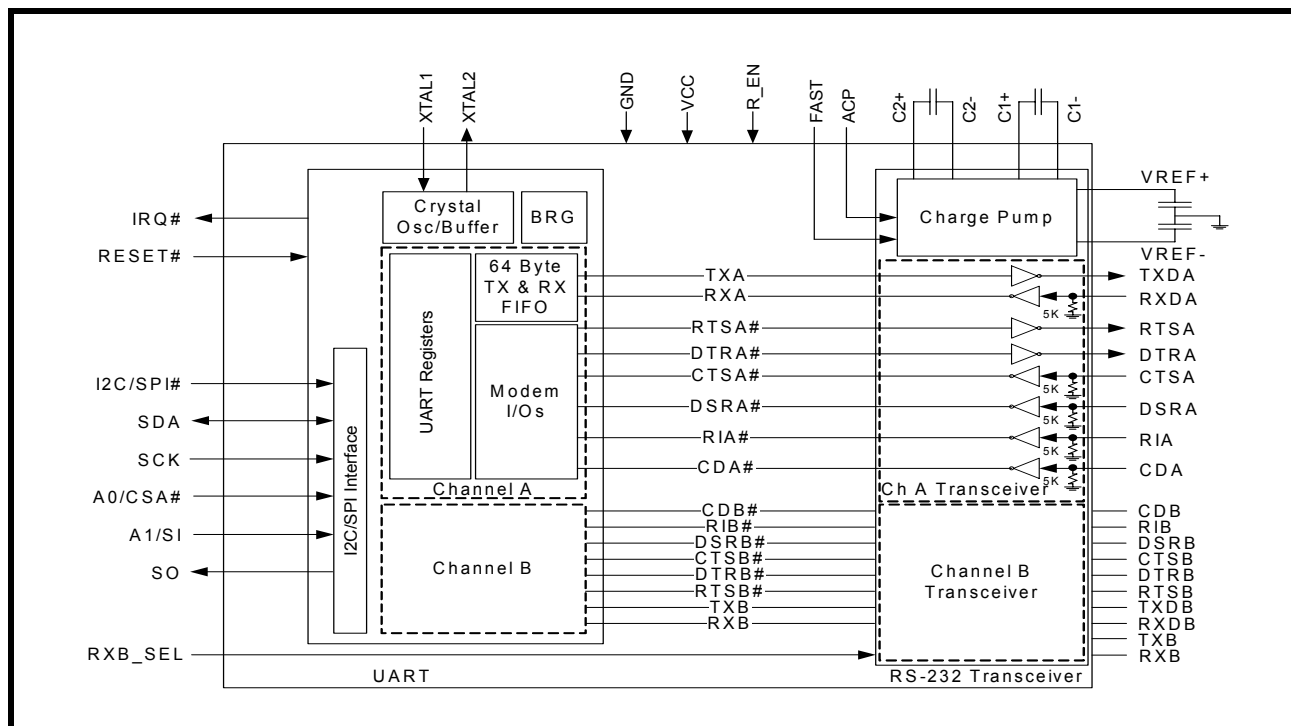 XTAL1
XTAL2
GND
VCC
R_EN
FAST
ACP
C2+
C2-
C1+
C1-
VREF+
VREF-
IRQ#
RESET#
I2C/SPI#
SDA
SCK
A0/CSA#
A1/SI
SO
RXB_SEL
I2C/SPI Interface
Crystal
Osc/Buffer
BRG
UART Registers
64 Byte
TX & RX
FIFO
Modem
I/Os
Channel A
Channel B
UART
TXA
RXA
RTSA#
DTRA#
CTSA#
DSRA#
RIA#
CDA#
CDB#
RIB#
DSRB#
CTSB#
DTRB#
RTSB#
TXB
RXB
Charge Pump
5K
5K
5K
5K
5K
Ch A Transceiver
Channel B
Transceiver
RS-232 Transceiver
TXDA
RXDA
RTSA
DTRA
CTSA
DSRA
RIA
CDA
CDB
RIB
DSRB
CTSB
DTRB
RTSB
TXDB
RXDB
TXB
RXB